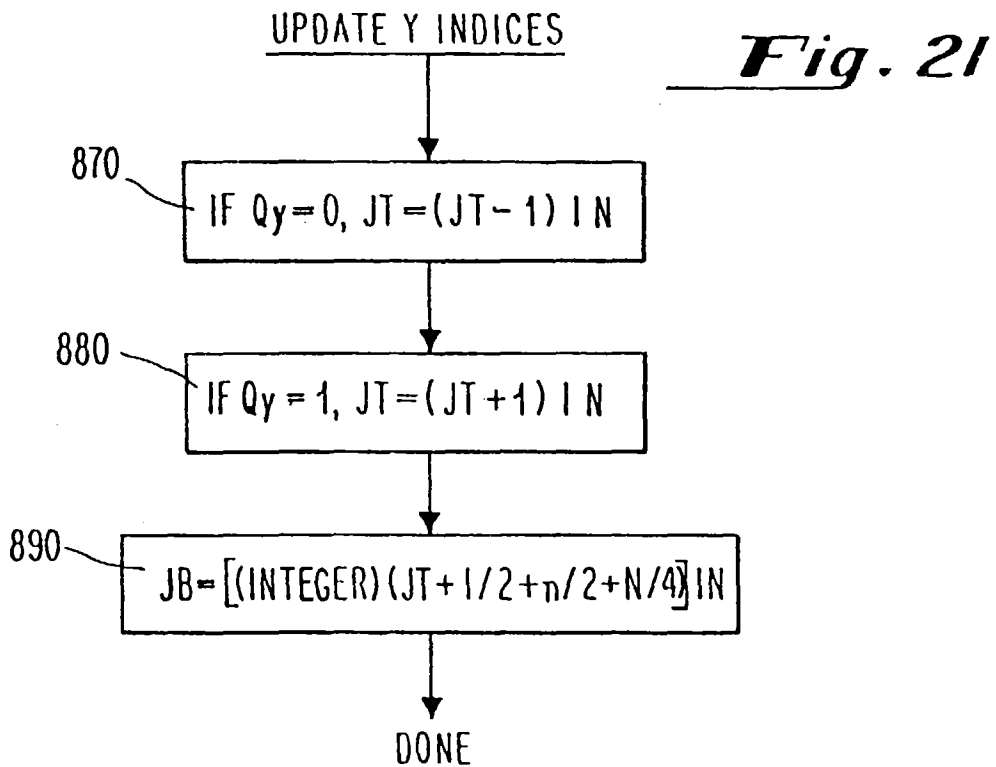 UPDATE Y INDICES
Fig. 21
870
IF Qy=0, JT=(JT-1) I N
880
IF Qy=1, JT=(JT+1) I N
890
JB=[(INTEGER)(JT+1/2+n/2+N/4)]IN
DONE